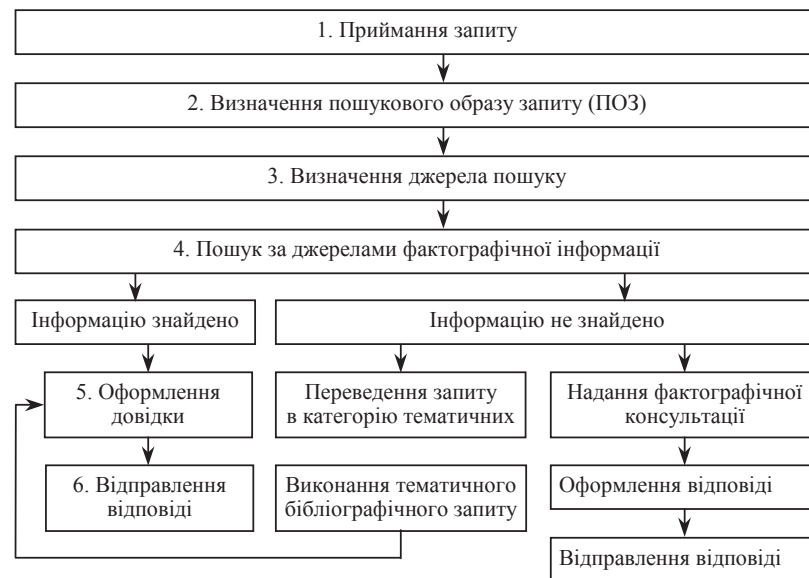 1. Приймання запиту
2. Визначення пошукового образу запиту (ПОЗ)
3. Визначення джерела пошуку
4. Пошук за джерелами фактографічної інформації
Інформацію знайдено
Інформацію не знайдено
5. Оформлення
довідки
Переведення запиту
в категорію тематичних
Надання фактографічної
консультації
6. Відправлення
відповіді
Виконання тематичного
бібліографічного запиту
Оформлення відповіді
Відправлення відповіді